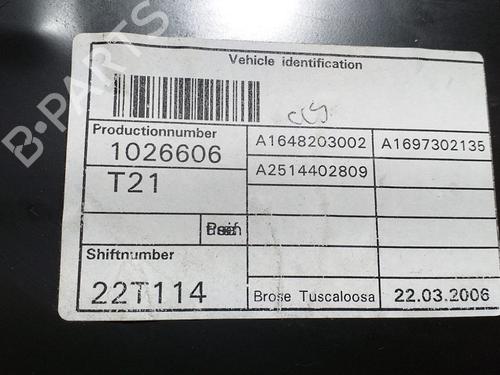 Vehicle identification
Productionnumber
1026606
A1648203002
A1697302135
T21
A2514402809
Shiftnumber
22T114
Brose Tuscaloosa
22.03.2006
B-PARTS